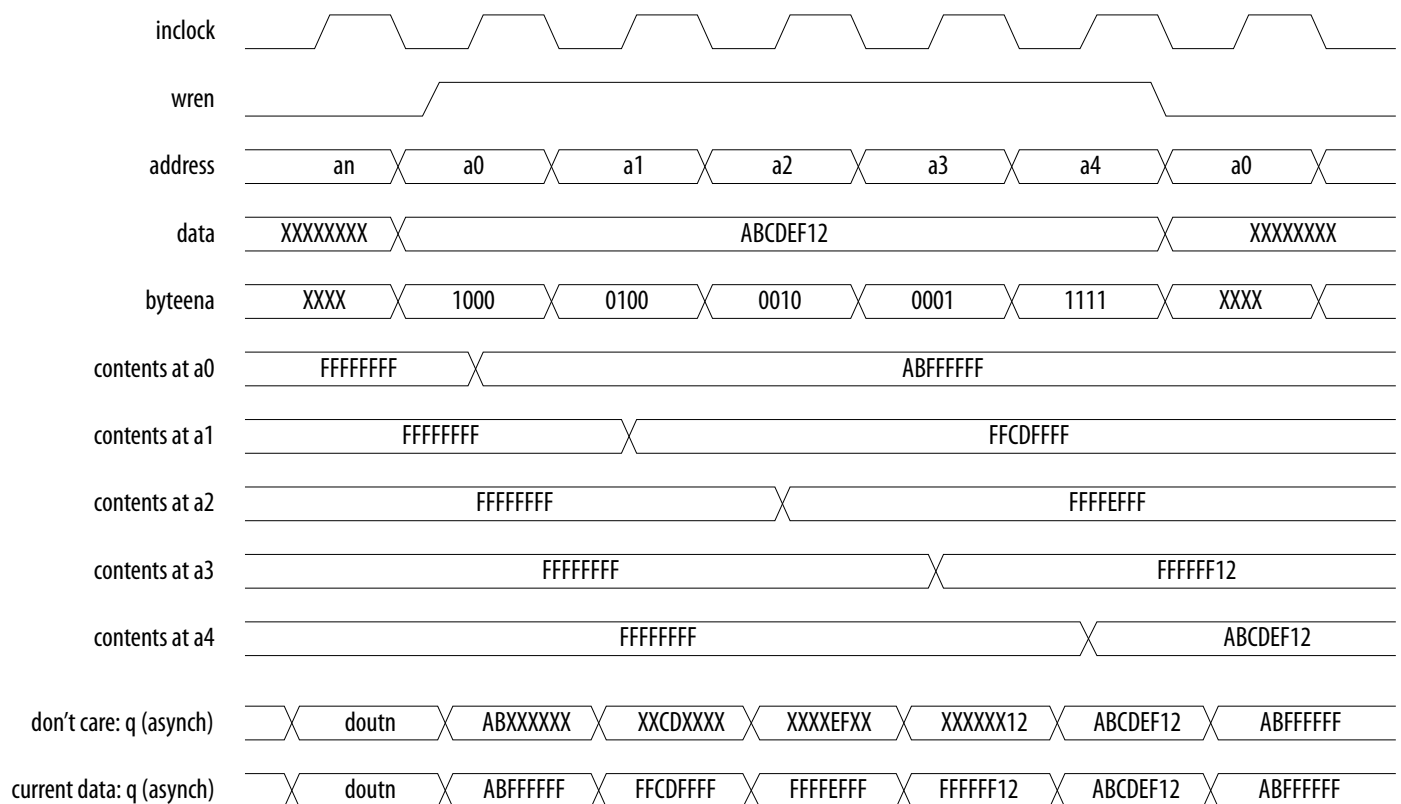 inclock
wren
address an a0 a1 a2 a3 a4 a0
data XXXXXXXX ABCDEF12 XXXXXXXX
byteena XXXX 1000 0100 0010 0001 1111 XXXX
contents at a0 FFFFFFFF ABFFFFFF
contents at a1 FFFFFFFF FFCDFFFF
contents at a2 FFFFFFFF FFFFEFFF
contents at a3 FFFFFFFF FFFFFF12
contents at a4 FFFFFFFF ABCDEF12
don't care: q (asynch) doutn ABXXXXXX XXCDXXXX XXXXEFXX XXXXXX12 ABCDEF12 ABFFFFFF
current data: q (asynch) doutn ABFFFFFF FFCDFFFF FFFFEFFF FFFFFF12 ABCDEF12 ABFFFFFF